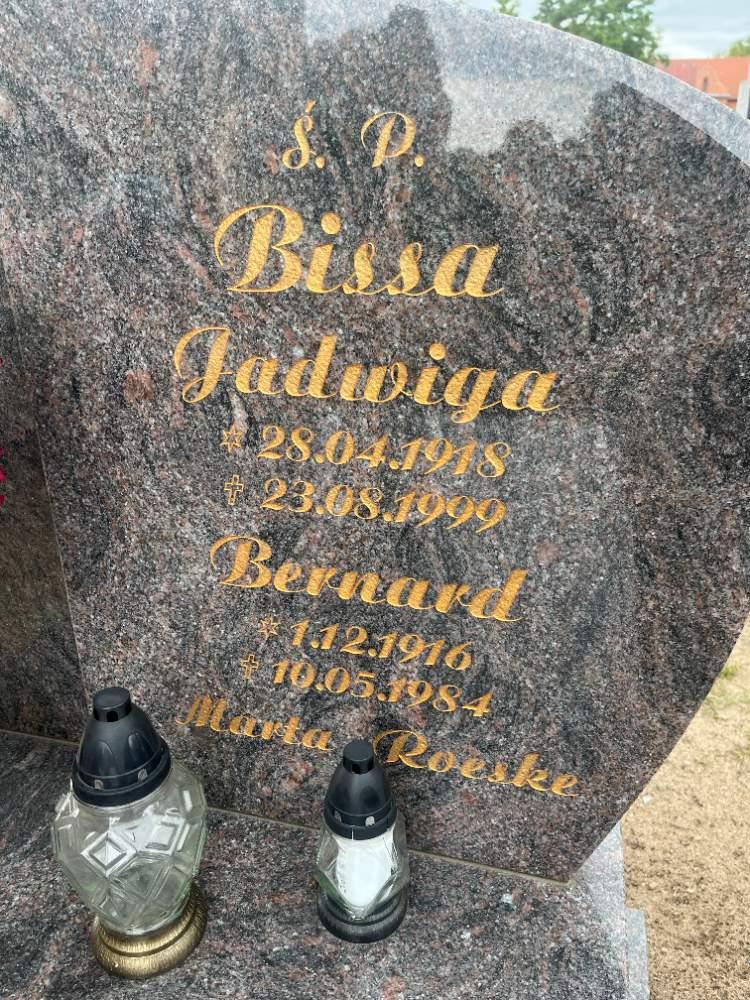 Ś. P.
Bissa
Jadwiga
✡ 28.04.1918
✝ 23.08.1999
Bernard
✡ 1.12.1916
✝ 10.05.1984
Marta Roeske